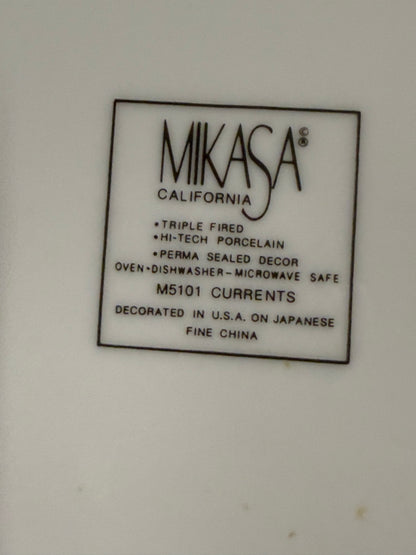 MIKASA ©®
CALIFORNIA
•TRIPLE FIRED
•HI-TECH PORCELAIN
•PERMA SEALED DECOR
OVEN•DISHWASHER–MICROWAVE SAFE
M5101 CURRENTS
DECORATED IN U.S.A. ON JAPANESE
FINE CHINA